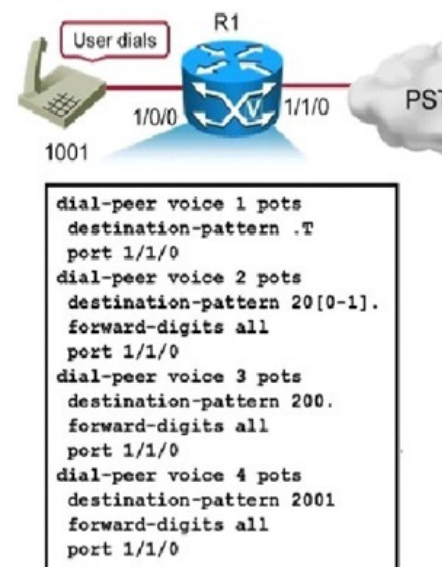 R1
User dials
1/0/0
1/1/0
1001
dial-peer voice 1 pots
destination-pattern .T
port 1/1/0
dial-peer voice 2 pots
destination-pattern 20[0-1].
forward-digits all
port 1/1/0
dial-peer voice 3 pots
destination-pattern 200.
forward-digits all
port 1/1/0
dial-peer voice 4 pots
destination-pattern 2001
forward-digits all
port 1/1/0
V